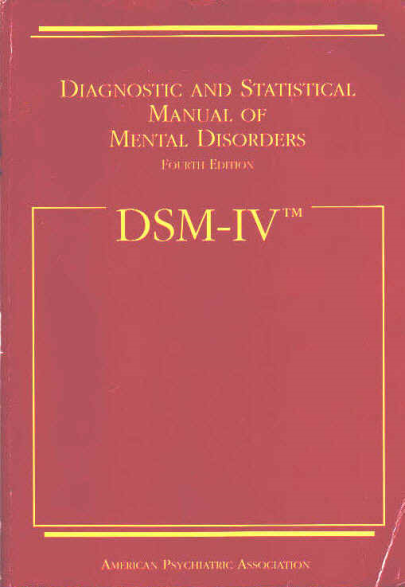 DIAGNOSTIC AND STATISTICAL
MANUAL OF
MENTAL DISORDERS
FOURTH EDITION
DSM-IV™
AMERICAN PSYCHIATRIC ASSOCIATION